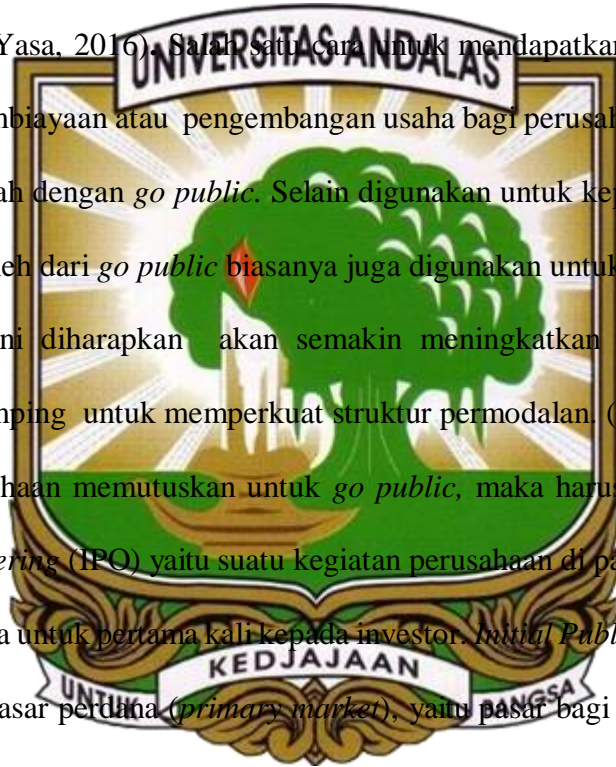 Yasa, 2016). Salah satu cara untuk mendapatkan
UNIVERSITAS ANDALAS
nbiayaan atau pengembangan usaha bagi perusah
ah dengan go public. Selain digunakan untuk ke
leh dari go public biasanya juga digunakan untuk
ni diharapkan akan semakin meningkatkan
nping untuk memperkuat struktur permodalan. (
haan memutuskan untuk go public, maka harus
ering (IPO) yaitu suatu kegiatan perusahaan di pa
a untuk pertama kali kepada investor. Initial Publ
KEDJAJAAN
UNTUK BANGSA
asar perdana (primary market), yaitu pasar bagi